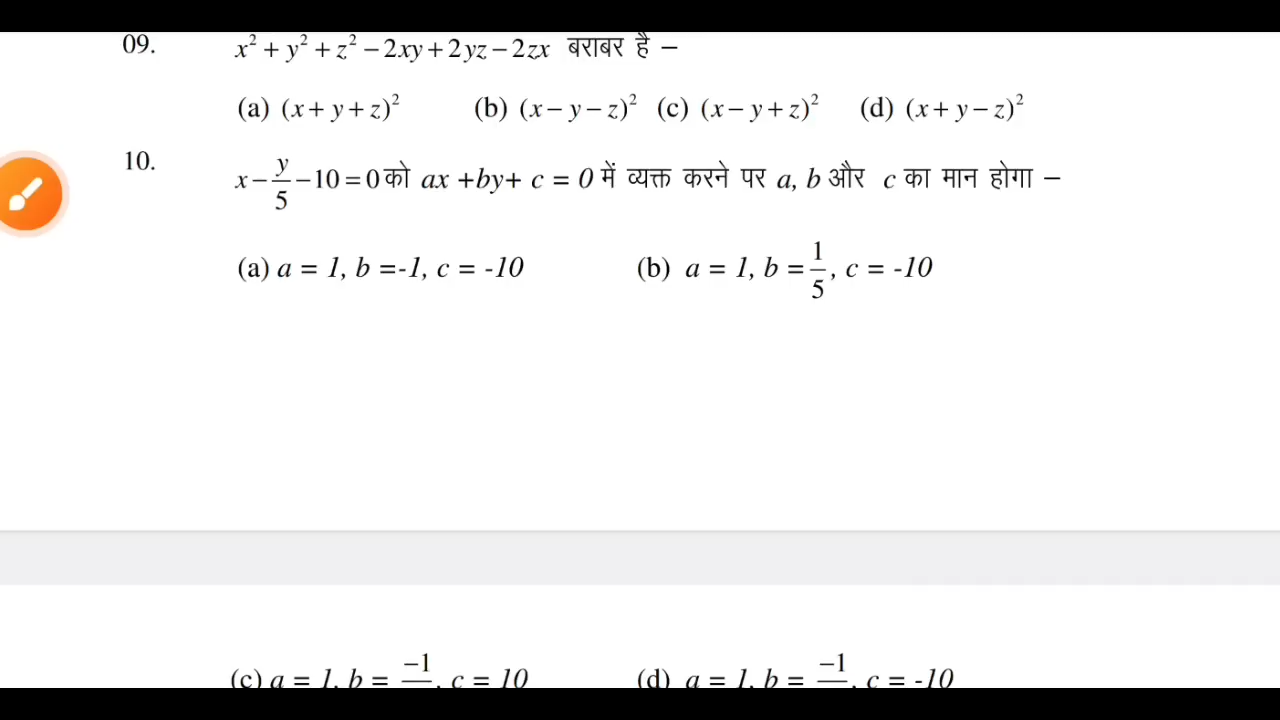 09. x² + y² + z² − 2xy + 2yz − 2zx बराबर है –
(a) (x + y + z)² (b) (x − y − z)² (c) (x − y + z)² (d) (x + y − z)²
10. x − y/5 − 10 = 0 को ax +by+ c = 0 में व्यक्त करने पर a, b और c का मान होगा –
(a) a = 1, b =-1, c = -10 (b) a = 1, b = 1/5, c = -10
(c) a = 1, b = −1 , c = 10 (d) a = 1, b = −1 , c = -10